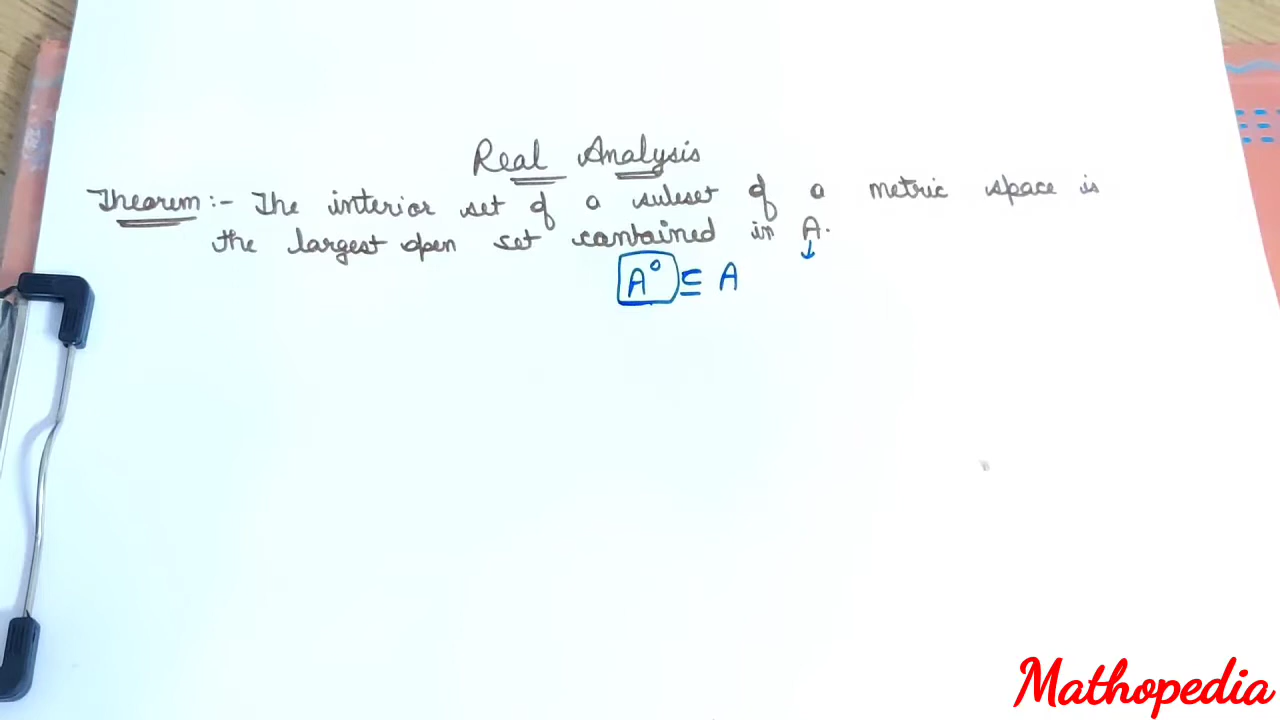 Real Analysis
Theorem:- The interior set of a subset of a metric space is
the largest open set contained in A.
A° ⊆ A
Mathopedia